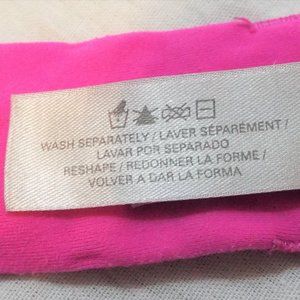 WASH SEPARATELY / LAVER SÉPARÉMENT /
LAVAR POR SEPARADO
RESHAPE / REDONNER LA FORME /
VOLVER A DAR LA FORMA